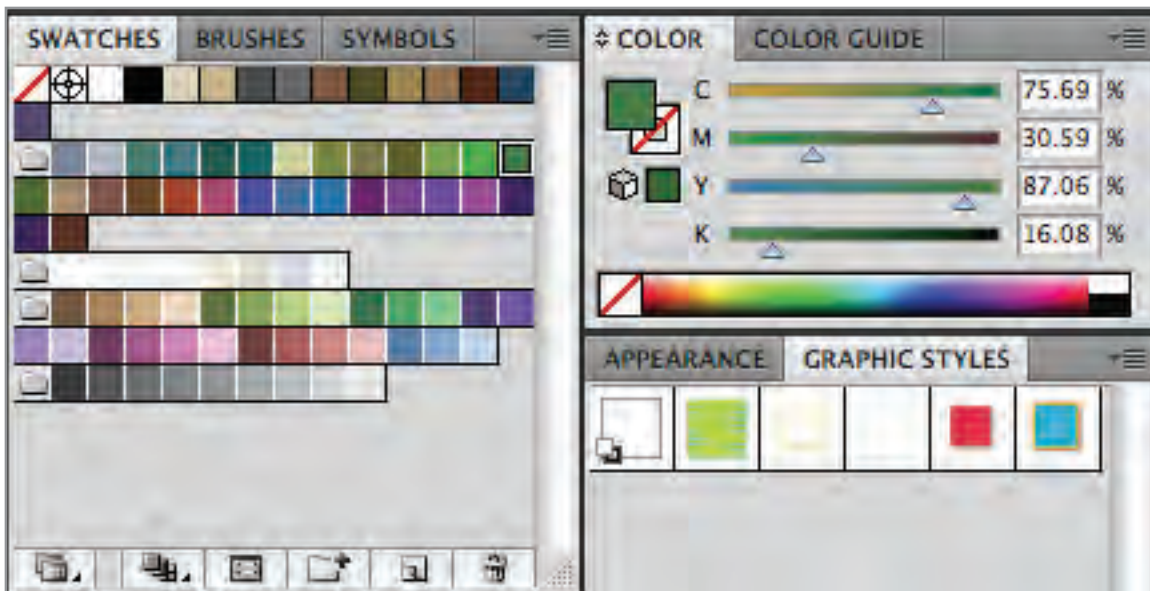 SWATCHES BRUSHES SYMBOLS
COLOR COLOR GUIDE
C 75.69 %
M 30.59 %
Y 87.06 %
K 16.08 %
APPEARANCE GRAPHIC STYLES